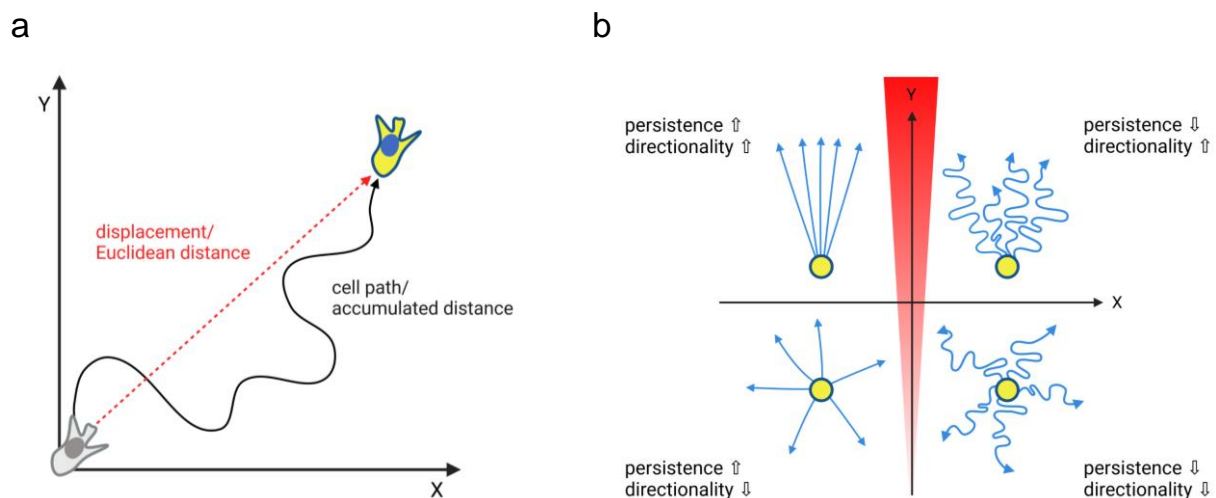 a
Y
displacement/
Euclidean distance
cell path/
accumulated distance
X
b
persistence ⇧
directionality ⇧
Y
persistence ⇩
directionality ⇧
X
persistence ⇧
directionality ⇩
persistence ⇩
directionality ⇩